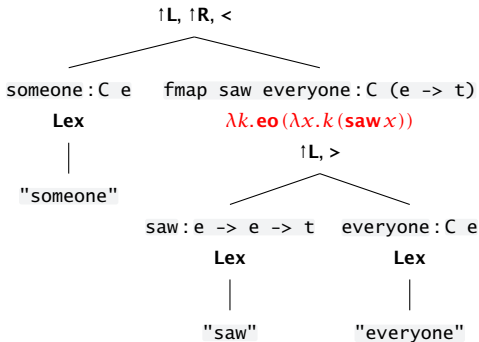 ↑L, ↑R, <
someone : C e fmap saw everyone : C (e -> t)
Lex λk.eo(λx.k(saw x))
↑L, >
"someone"
saw : e -> e -> t everyone : C e
Lex Lex
"saw" "everyone"